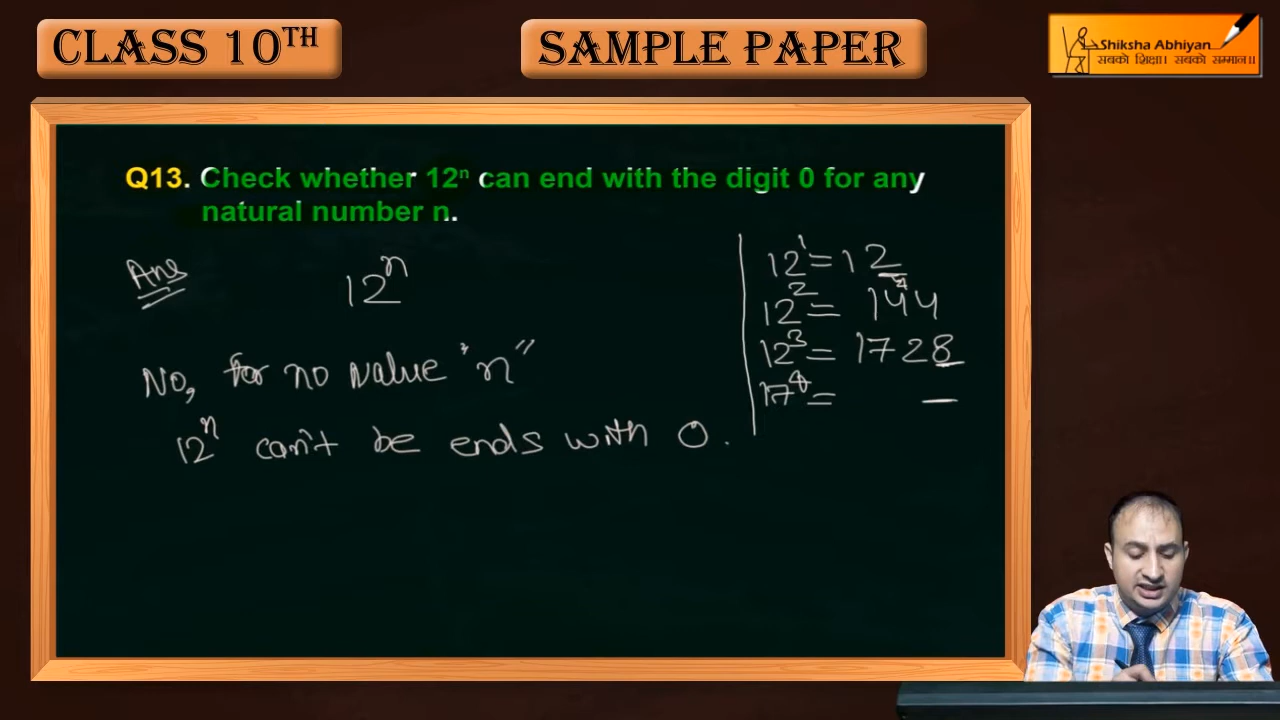 CLASS 10TH
SAMPLE PAPER
Shiksha Abhiyan
सबको शिक्षा। सबको सम्मान।।
Q13. Check whether 12ⁿ can end with the digit 0 for any
natural number n.
Ans
12ⁿ
No, for no value "n"
12ⁿ can't be ends with 0.
12¹ = 12
12² = 144
12³ = 1728
17⁴ =